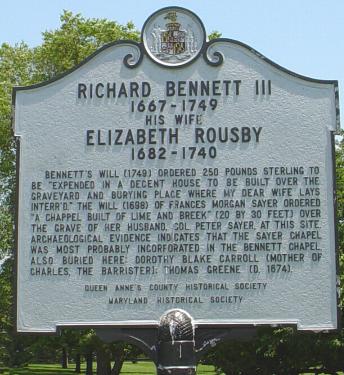 RICHARD BENNETT III
1667-1749
HIS WIFE
ELIZABETH ROUSBY
1682-1740
BENNETT'S WILL (1749) ORDERED 250 POUNDS STERLING TO
BE "EXPENDED IN A DECENT HOUSE TO BE BUILT OVER THE
GRAVEYARD AND BURYING PLACE WHERE MY DEAR WIFE LAYS
INTERR'D." THE WILL (1698) OF FRANCES MORGAN SAYER ORDERED
"A CHAPPEL BUILT OF LIME AND BREEK" (20 BY 30 FEET) OVER
THE GRAVE OF HER HUSBAND, COL. PETER SAYER, AT THIS SITE.
ARCHAEOLOGICAL EVIDENCE INDICATES THAT THE SAYER CHAPEL
WAS MOST PROBABLY INCORPORATED IN THE BENNETT CHAPEL.
ALSO BURIED HERE: DOROTHY BLAKE CARROLL (MOTHER OF
CHARLES, THE BARRISTER); THOMAS GREENE (D. 1674).
QUEEN ANNE'S COUNTY HISTORICAL SOCIETY
MARYLAND HISTORICAL SOCIETY